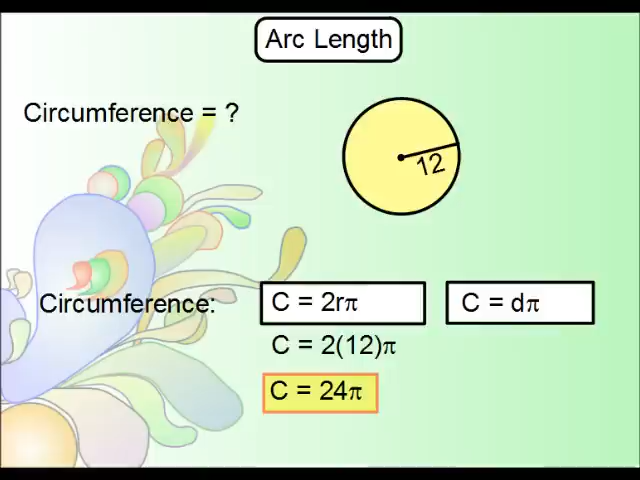 Arc Length
Circumference = ?
12
Circumference: C = 2rπ C = dπ
C = 2(12)π
C = 24π